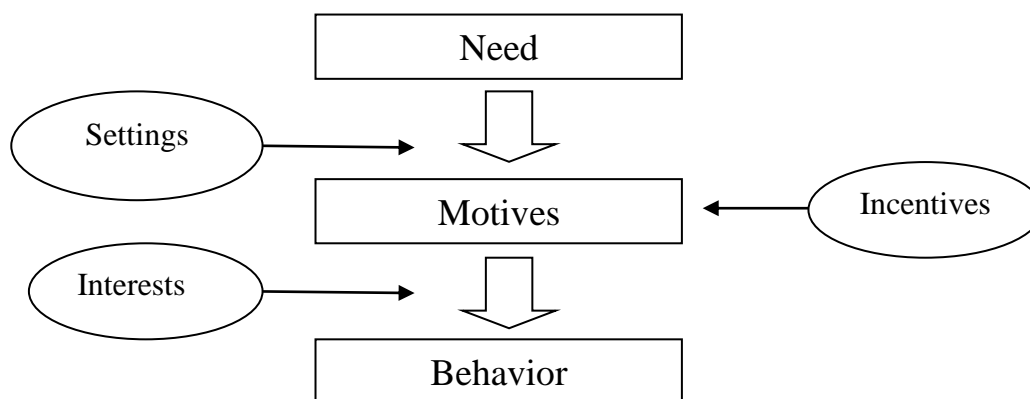 Need
Settings
Motives
Incentives
Interests
Behavior